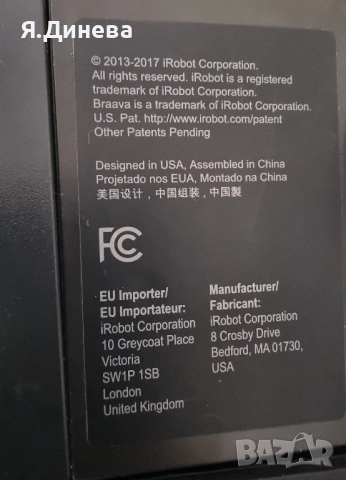 Я.Динева
© 2013-2017 iRobot Corporation.
All rights reserved. iRobot is a registered
trademark of iRobot Corporation.
Braava is a trademark of iRobot Corporation.
U.S. Pat. http://www.irobot.com/patent
Other Patents Pending
Designed in USA, Assembled in China
Projetado nos EUA, Montado na China
美国设计，中国组装，中国製
FC
EU Importer/
EU Importateur:
iRobot Corporation
10 Greycoat Place
Victoria
SW1P 1SB
London
United Kingdom
Manufacturer/
Fabricant:
iRobot Corporation
8 Crosby Drive
Bedford, MA 01730,
USA
BAZAR